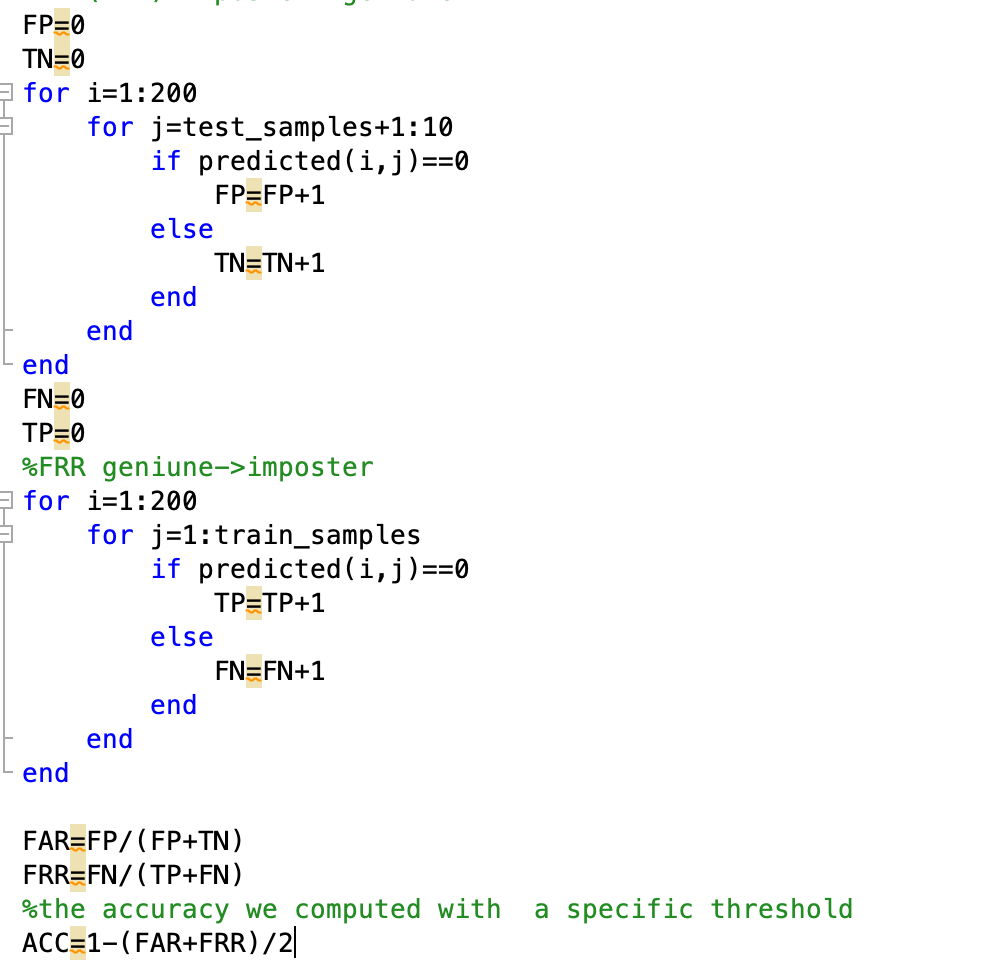 FP=0
TN=0
for i=1:200
    for j=test_samples+1:10
        if predicted(i,j)==0
            FP=FP+1
        else
            TN=TN+1
        end
    end
end
FN=0
TP=0
%FRR geniune->imposter
for i=1:200
    for j=1:train_samples
        if predicted(i,j)==0
            TP=TP+1
        else
            FN=FN+1
        end
    end
end
FAR=FP/(FP+TN)
FRR=FN/(TP+FN)
%the accuracy we computed with  a specific threshold
ACC=1-(FAR+FRR)/2